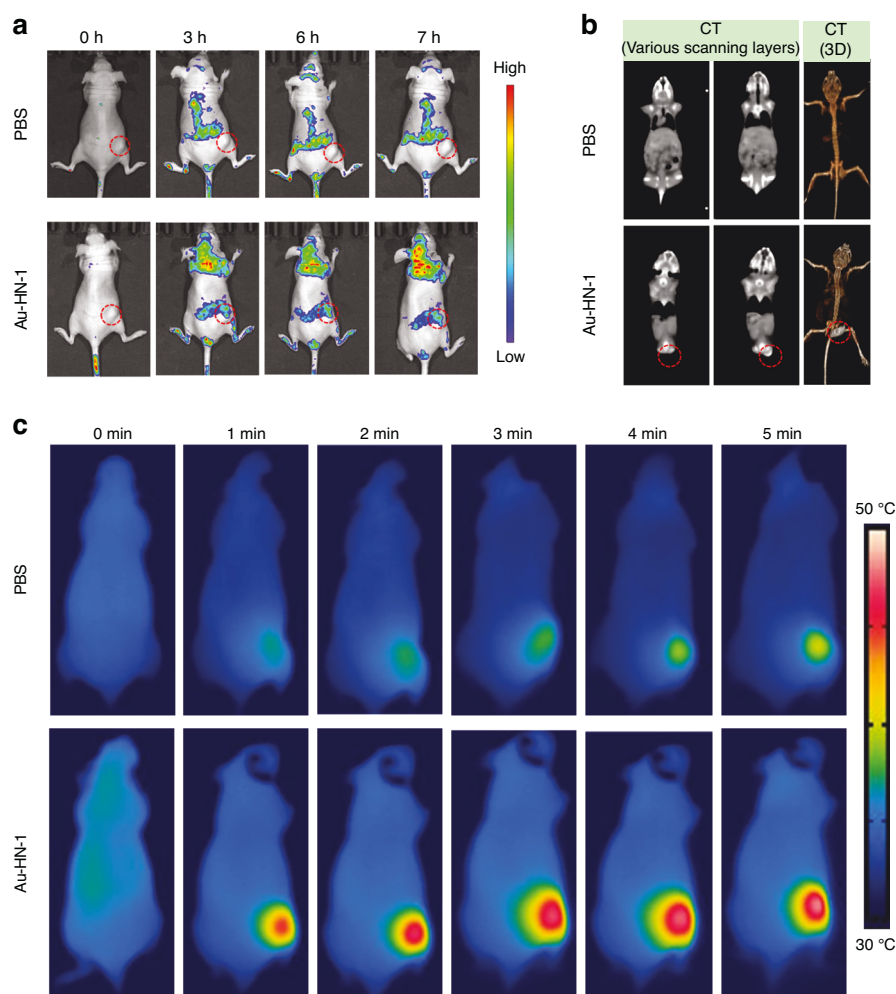 a
0 h
3 h
6 h
7 h
PBS
Au-HN-1
High
Low
b
CT
(Various scanning layers)
CT
(3D)
PBS
Au-HN-1
c
0 min
1 min
2 min
3 min
4 min
5 min
PBS
Au-HN-1
50 °C
30 °C